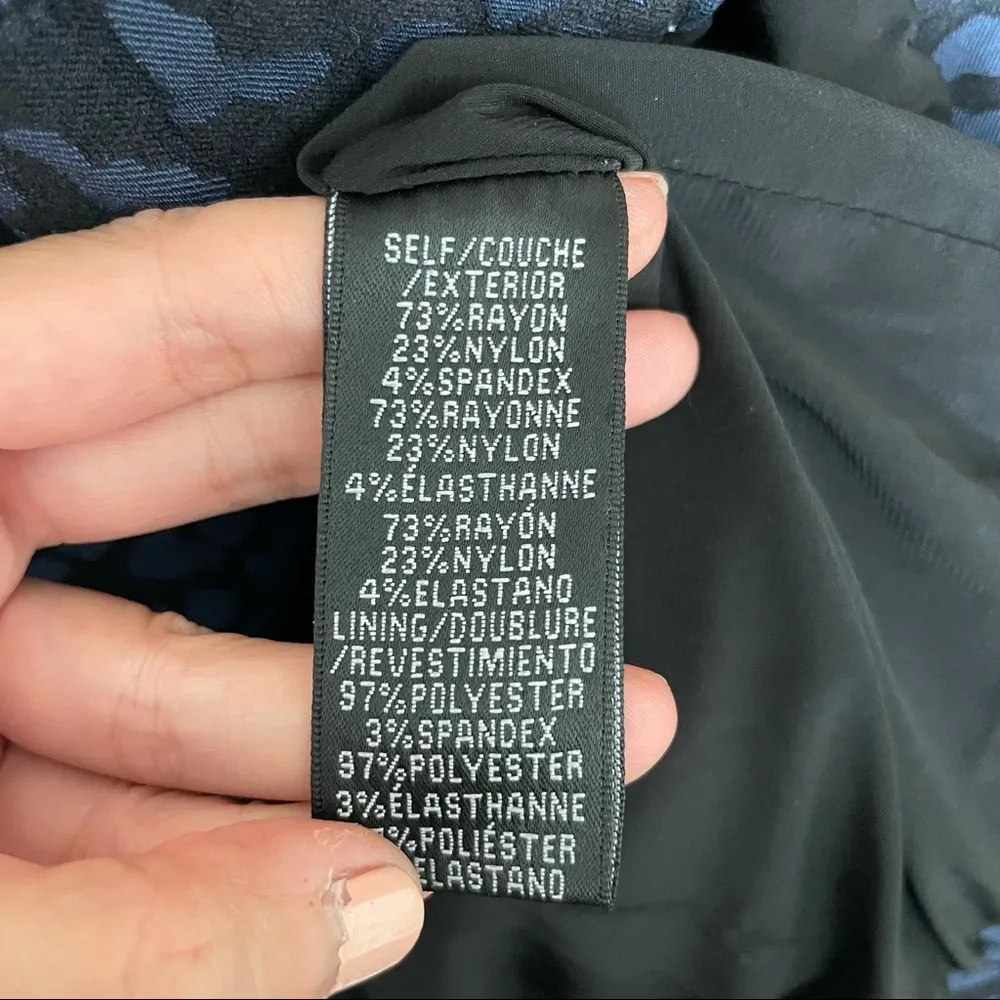 SELF/COUCHE
/EXTERIOR
73%RAYON
23%NYLON
4%SPANDEX
73%RAYONNE
23%NYLON
4%ÉLASTHANNE
73%RAYÓN
23%NYLON
4%ELASTANO
LINING/DOUBLURE
/REVESTIMIENTO
97%POLYESTER
3%SPANDEX
97%POLYESTER
3%ÉLASTHANNE
%POLIÉSTER
ELASTANO